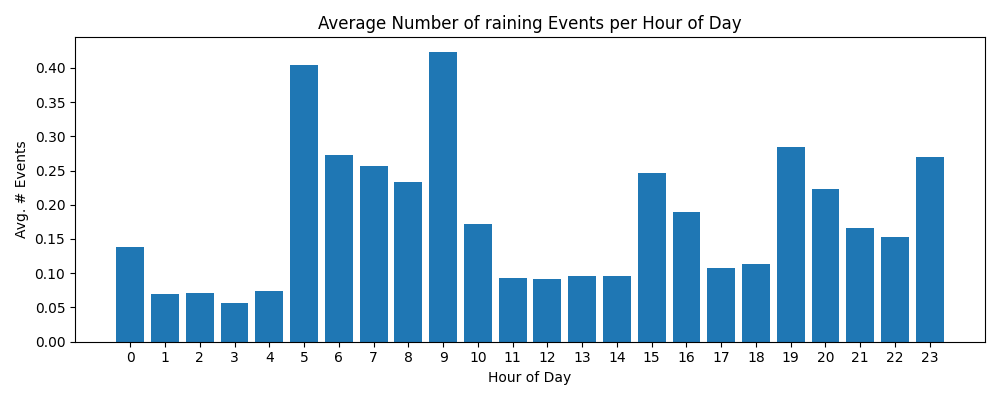 Average Number of raining Events per Hour of Day
0.40
0.35
0.30
0.25
0.20
0.15
0.10
0.05
0.00
Avg. # Events
0 1 2 3 4 5 6 7 8 9 10 11 12 13 14 15 16 17 18 19 20 21 22 23
Hour of Day